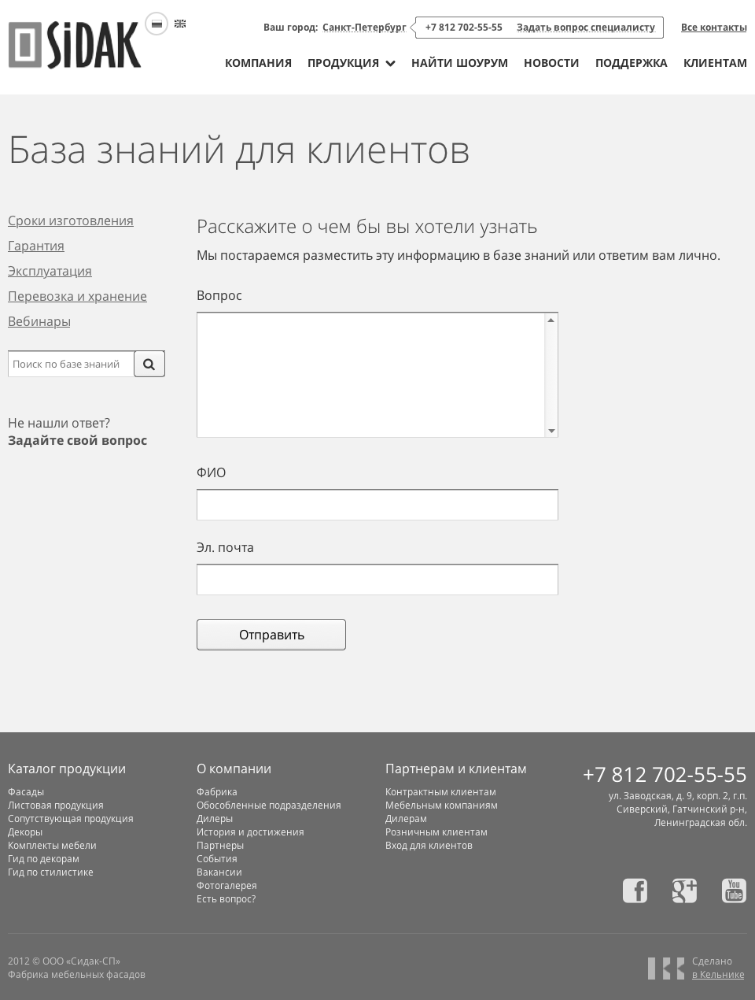 SiDAK
Ваш город: Санкт-Петербург
+7 812 702-55-55
Задать вопрос специалисту
Все контакты
КОМПАНИЯ ПРОДУКЦИЯ НАЙТИ ШОУРУМ НОВОСТИ ПОДДЕРЖКА КЛИЕНТАМ
База знаний для клиентов
Сроки изготовления
Гарантия
Эксплуатация
Перевозка и хранение
Вебинары
Поиск по базе знаний
Не нашли ответ?
Задайте свой вопрос
Расскажите о чем бы вы хотели узнать
Мы постараемся разместить эту информацию в базе знаний или ответим вам лично.
Вопрос
ФИО
Эл. почта
Отправить
Каталог продукции
Фасады
Листовая продукция
Сопутствующая продукция
Декоры
Комплекты мебели
Гид по декорам
Гид по стилистике
О компании
Фабрика
Обособленные подразделения
Дилеры
История и достижения
Партнеры
События
Вакансии
Фотогалерея
Есть вопрос?
Партнерам и клиентам
Контрактным клиентам
Мебельным компаниям
Дилерам
Розничным клиентам
Вход для клиентов
+7 812 702-55-55
ул. Заводская, д. 9, корп. 2, г.п.
Сиверский, Гатчинский р-н,
Ленинградская обл.
You
Tube
2012 © ООО «Сидак-СП»
Фабрика мебельных фасадов
Сделано
в Кельнике